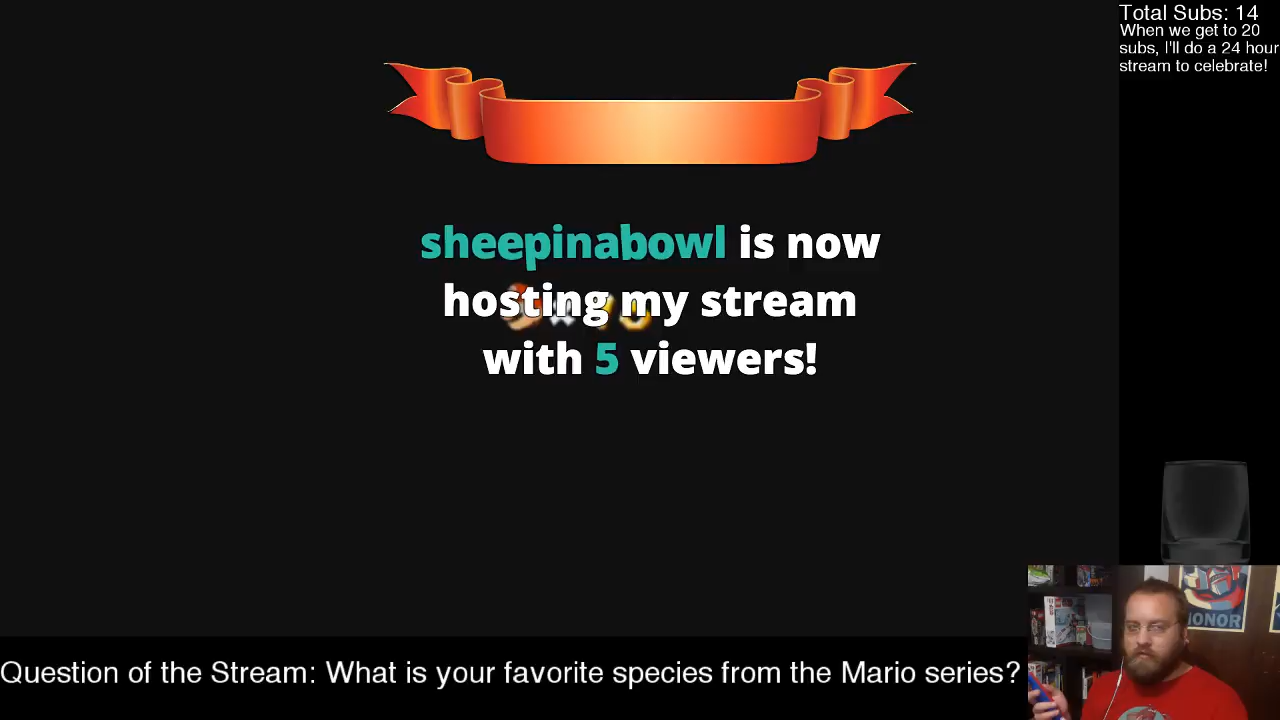 Total Subs: 14
When we get to 20
subs, I'll do a 24 hour
stream to celebrate!
sheepinabowl is now
hosting my stream
with 5 viewers!
HONOR
Question of the Stream: What is your favorite species from the Mario series?